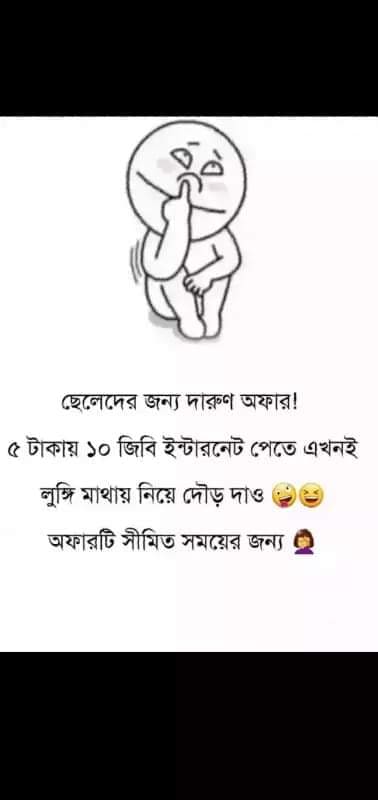 ছেলেদের জন্য দারুণ অফার!
৫ টাকায় ১০ জিবি ইন্টারনেট পেতে এখনই
লুঙ্গি মাথায় নিয়ে দৌড় দাও 🤪😆
অফারটি সীমিত সময়ের জন্য 🤦‍♀️